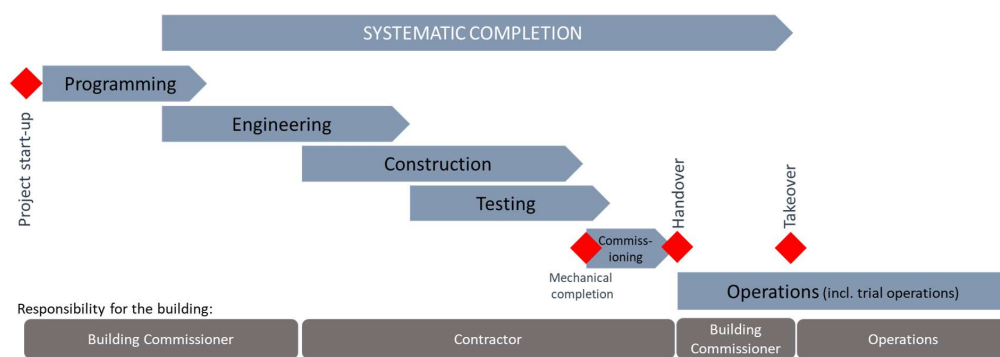 SYSTEMATIC COMPLETION
Project start-up
Programming
Engineering
Construction
Testing
Mechanical
completion
Commiss-
ioning
Handover
Takeover
Operations (incl. trial operations)
Responsibility for the building:
Building Commissioner
Contractor
Building
Commissioner
Operations